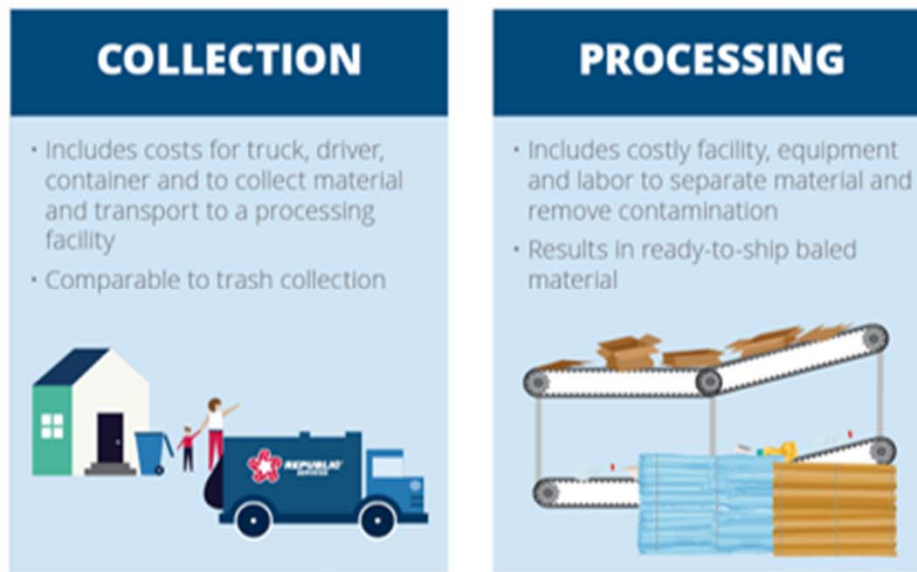 COLLECTION
• Includes costs for truck, driver,
container and to collect material
and transport to a processing
facility
• Comparable to trash collection
REPUBLIC
SERVICES
PROCESSING
• Includes costly facility, equipment
and labor to separate material and
remove contamination
• Results in ready-to-ship baled
material